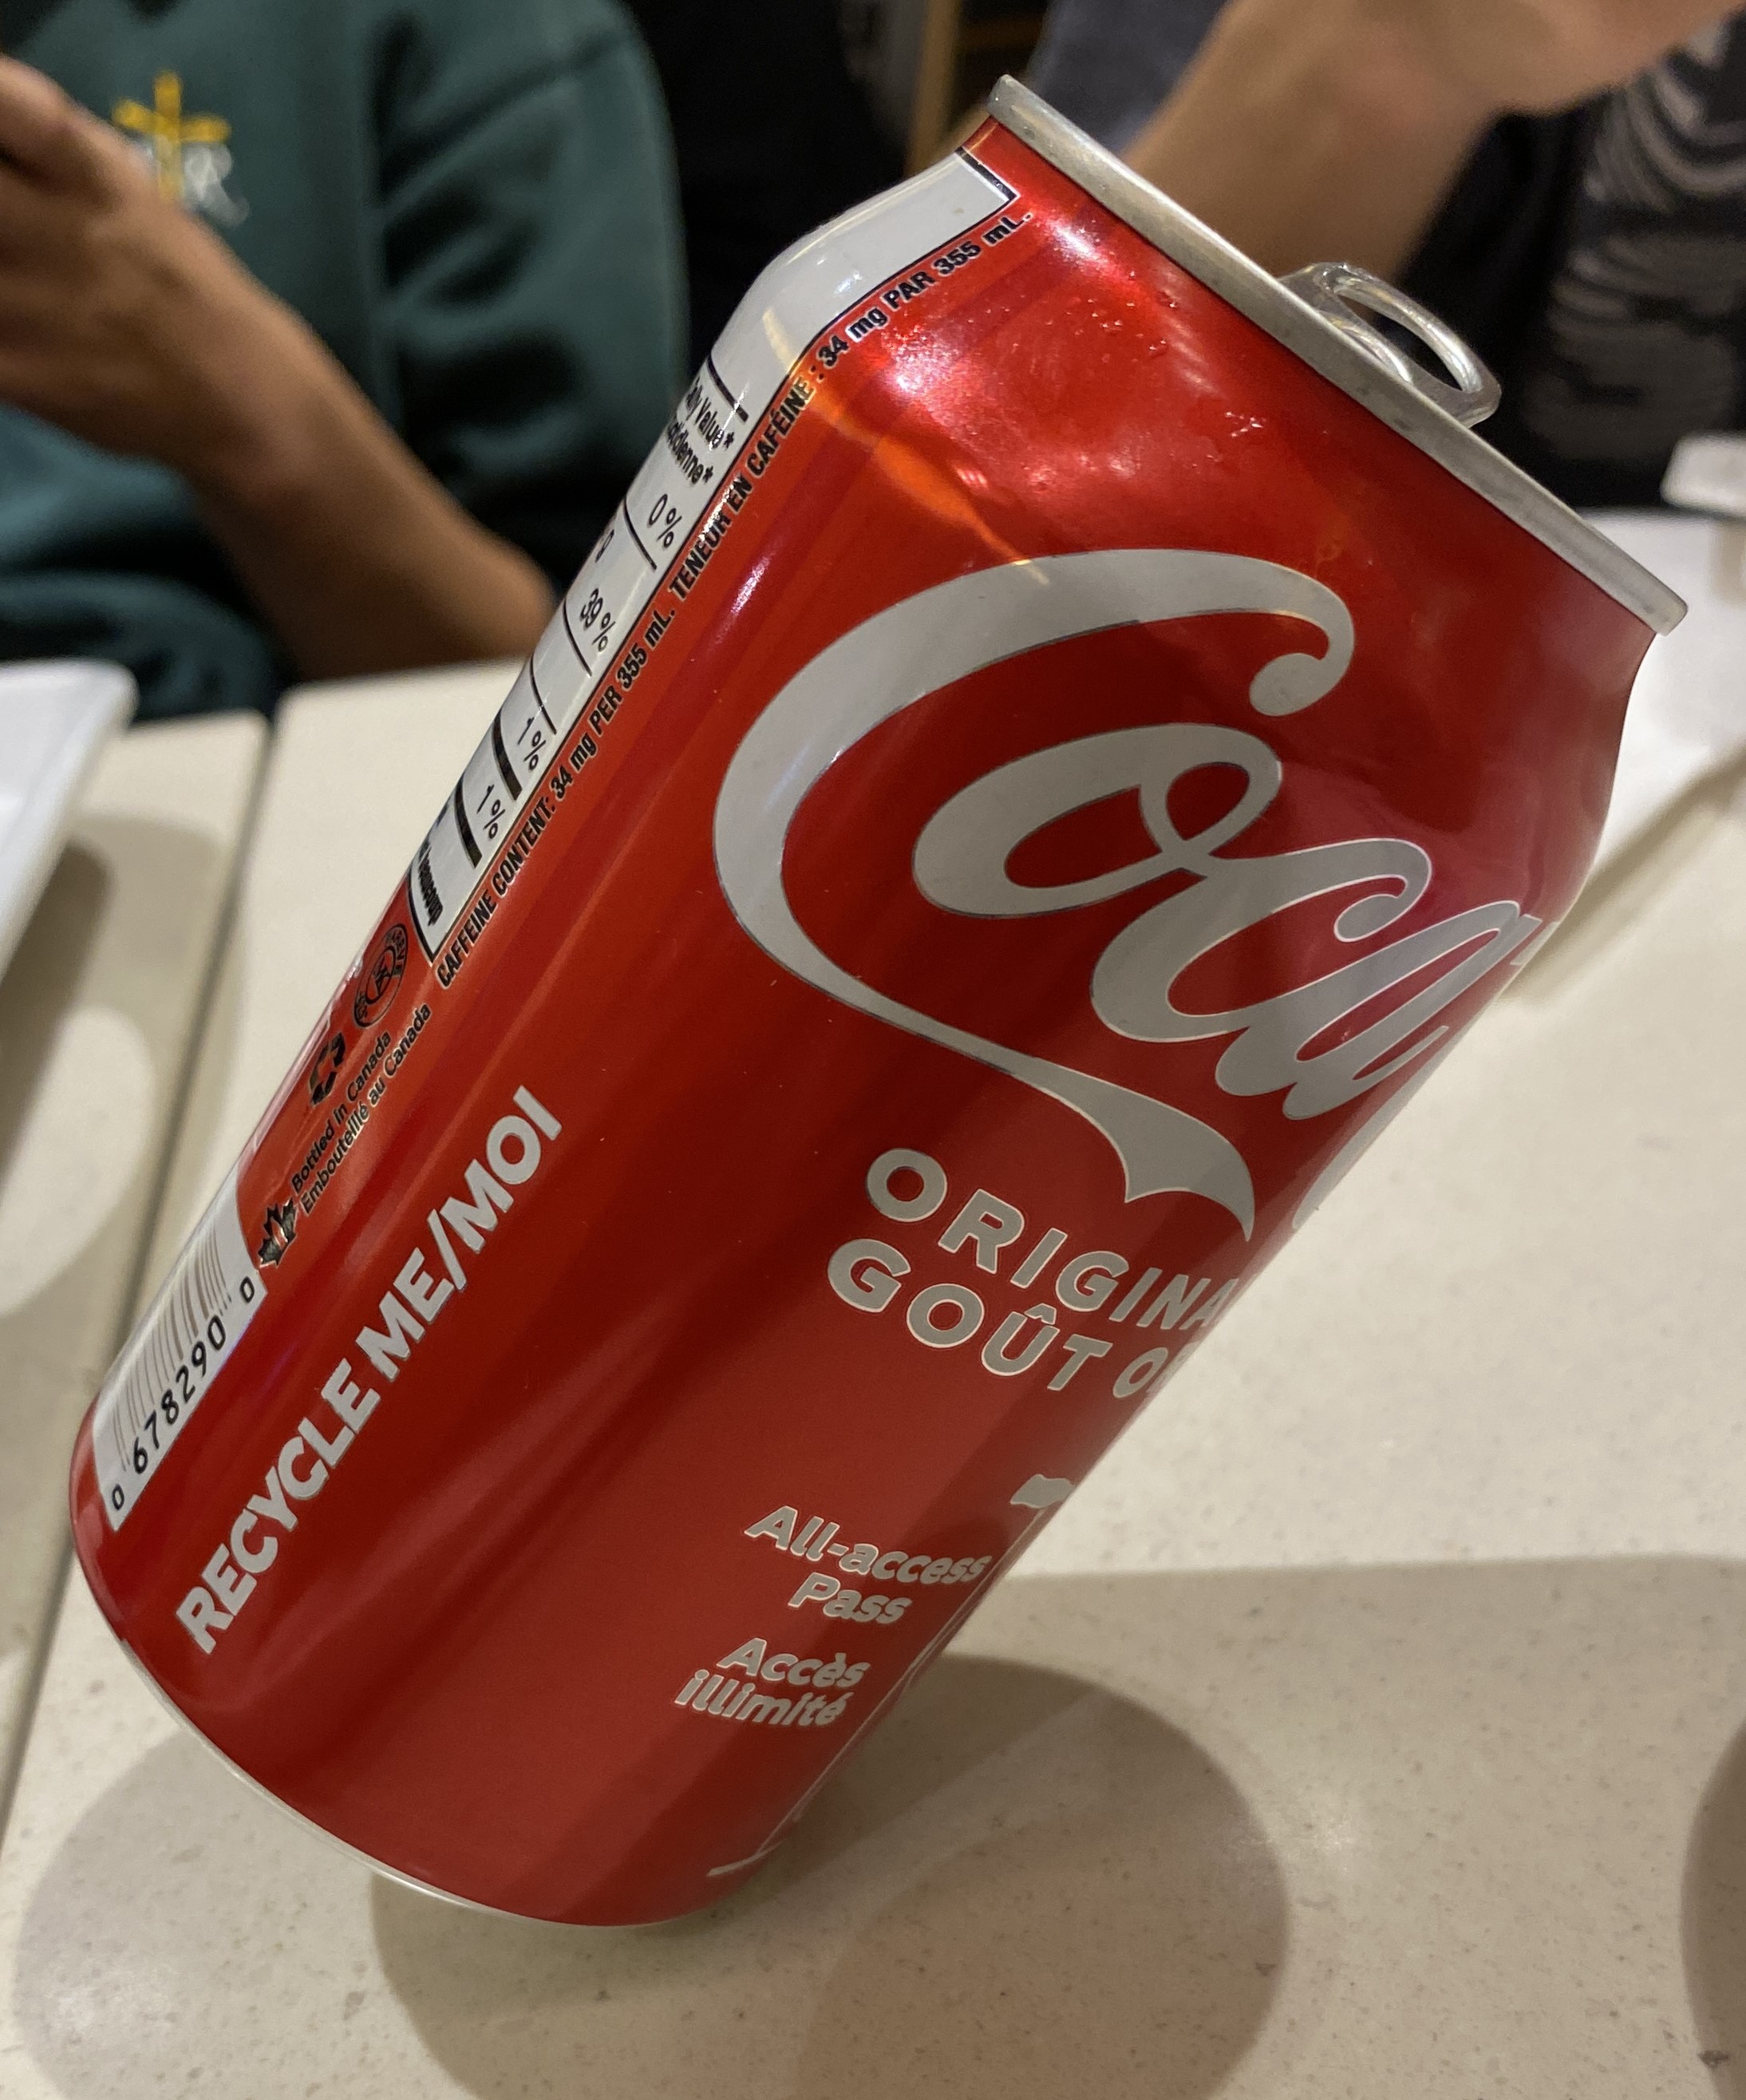 Coca
ORIGINA
GOÛT O
All-access
Pass
Accès
illimité
RECYCLE ME/MOI
CAFFEINE CONTENT: 34 mg PER 355 mL. TENEUR EN CAFÉINE : 34 mg PAR 355 mL.
Value*
0 %
39 %
1 %
1 %
Bottled in Canada
Embouteillé au Canada
0 678290 0